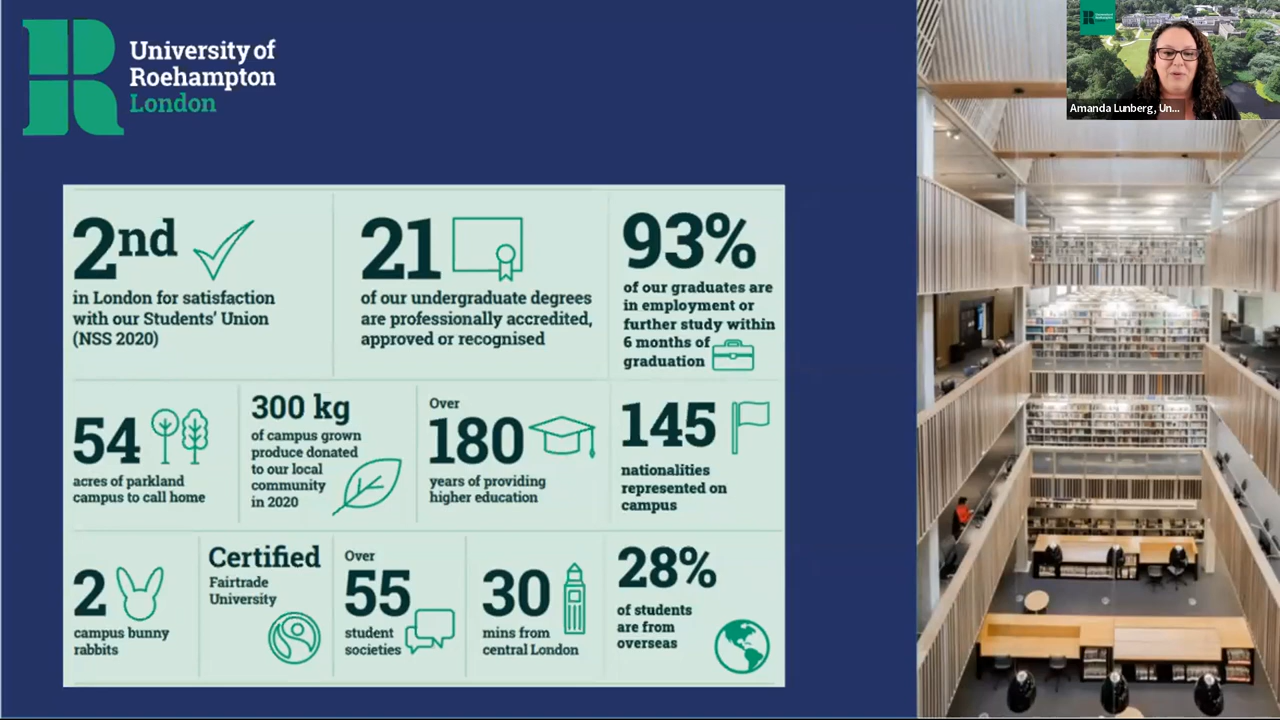 University of
Roehampton
London
Amanda Lunberg, Un...
2nd
in London for satisfaction
with our Students' Union
(NSS 2020)
21
of our undergraduate degrees
are professionally accredited,
approved or recognised
93%
of our graduates are
in employment or
further study within
6 months of
graduation
54
acres of parkland
campus to call home
300 kg
of campus grown
produce donated
to our local
community
in 2020
Over
180
years of providing
higher education
145
nationalities
represented on
campus
2
campus bunny
rabbits
Certified
Fairtrade
University
Over
55
student
societies
30
mins from
central London
28%
of students
are from
overseas